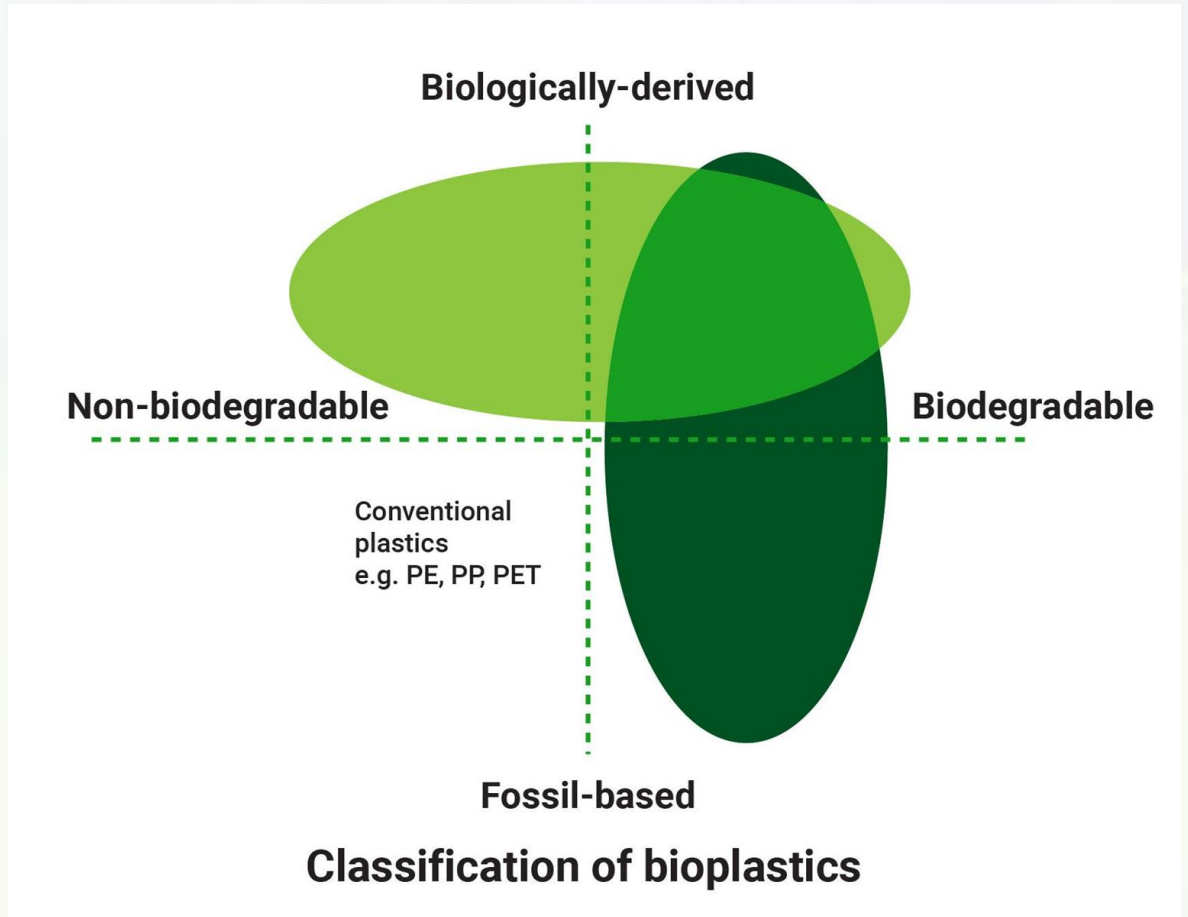 Biologically-derived
Non-biodegradable
Biodegradable
Conventional
plastics
e.g. PE, PP, PET
Fossil-based
Classification of bioplastics